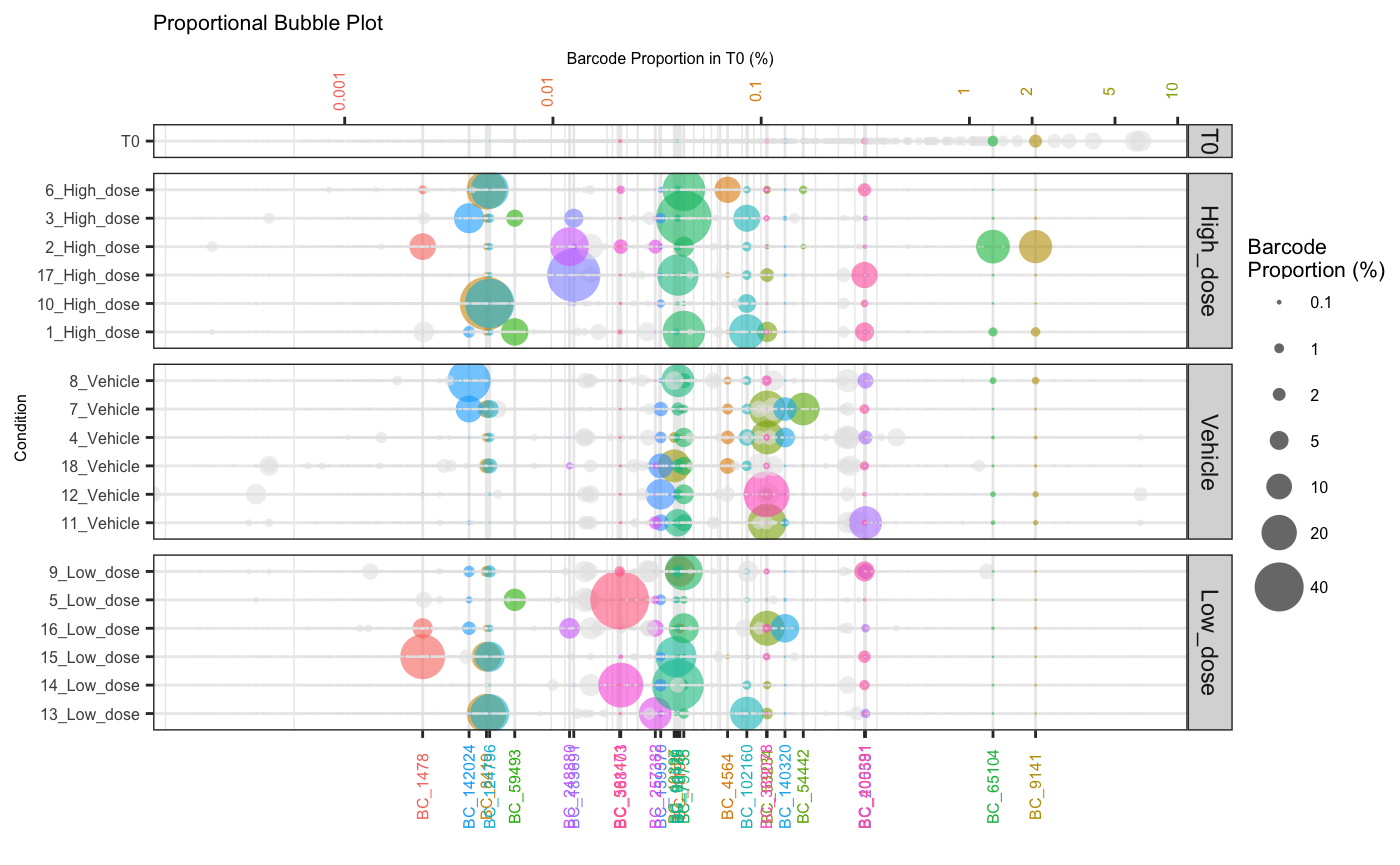 Proportional Bubble Plot
Barcode Proportion in T0 (%)
0.001
0.01
0.1
1
2
5
10
T0
T0
6_High_dose
3_High_dose
2_High_dose
17_High_dose
10_High_dose
1_High_dose
High_dose
8_Vehicle
7_Vehicle
4_Vehicle
18_Vehicle
12_Vehicle
11_Vehicle
Vehicle
9_Low_dose
5_Low_dose
16_Low_dose
15_Low_dose
14_Low_dose
13_Low_dose
Low_dose
Condition
BC_1478
BC_142024
BC_59493
BC_4564
BC_102160
BC_140320
BC_54442
BC_65104
BC_9141
Barcode
Proportion (%)
0.1
1
2
5
10
20
40